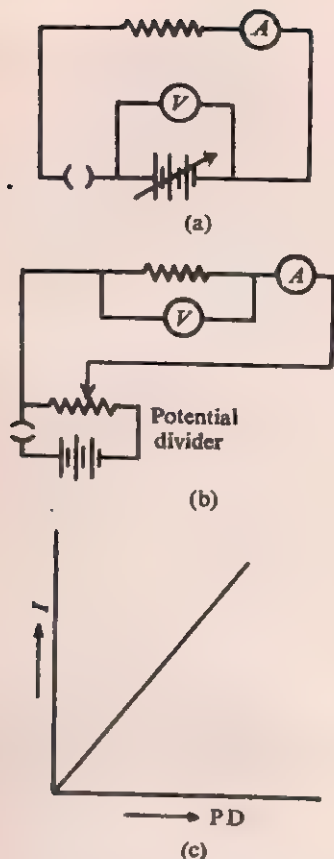 A
V
(a)
A
V
Potential
divider
(b)
I
PD
(c)